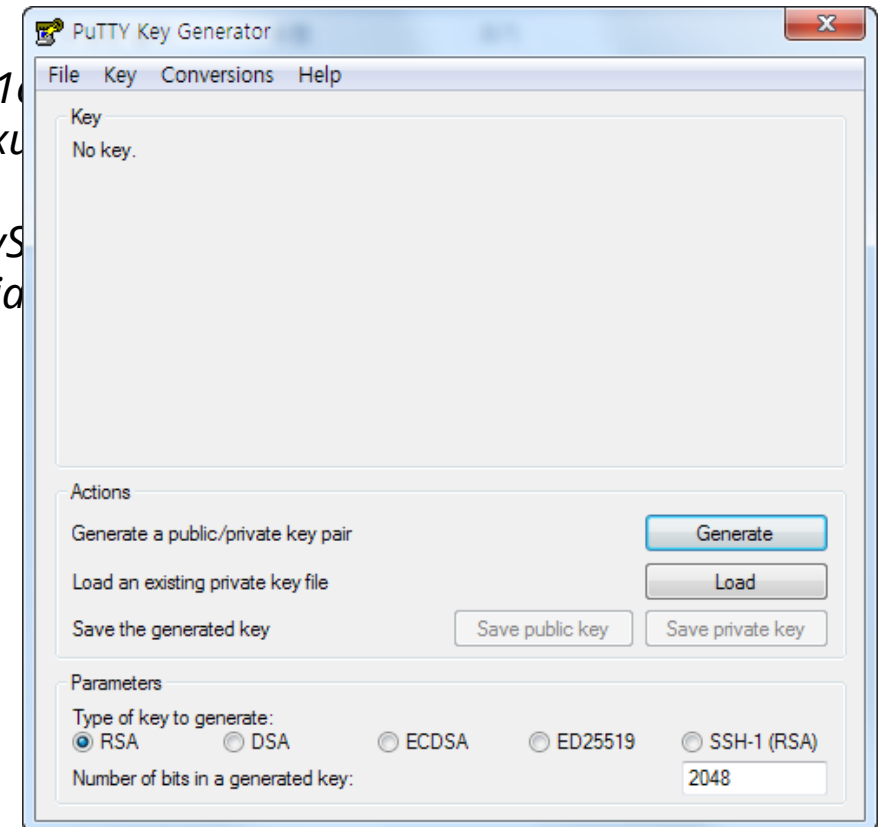 PuTTY Key Generator
File Key Conversions Help
Key
No key.
Actions
Generate a public/private key pair Generate
Load an existing private key file Load
Save the generated key Save public key Save private key
Parameters
Type of key to generate:
RSA DSA ECDSA ED25519 SSH-1 (RSA)
Number of bits in a generated key: 2048